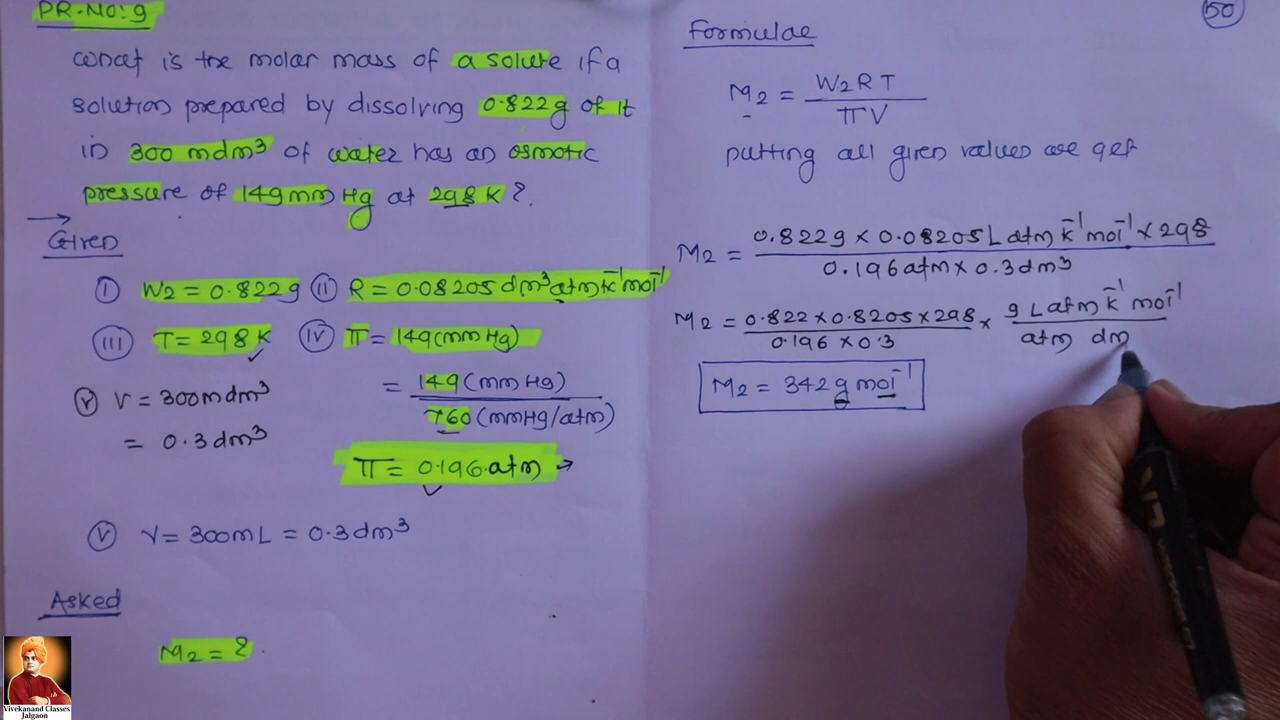 PR.NO: 9
What is the molar mass of a solute if a
solution prepared by dissolving 0.822g of it
in 300 mdm³ of water has an osmotic
pressure of 149mm Hg at 298 K ?
Given
(i) W2 = 0.822g (ii) R = 0.08205 dm³ atm K⁻¹ mol⁻¹
(iii) T = 298 K (iv) π = 149(mm Hg)
(v) V = 300mdm³ = 149 (mm Hg) / 760 (mmHg/atm)
= 0.3 dm³
π = 0.196.atm →
(v) V = 300mL = 0.3 dm³
Asked
M2 = ?
50
Formulae
M2 = W2RT / πV
putting all given values we get
M2 = 0.822g × 0.08205 L atm K⁻¹ mol⁻¹ × 298 / 0.196 atm × 0.3 dm³
M2 = 0.822 × 0.8205 × 298 / 0.196 × 0.3 × g L atm K⁻¹ mol⁻¹ / atm dm
M2 = 342 g mol⁻¹
Vivekanand Classes
Jalgaon